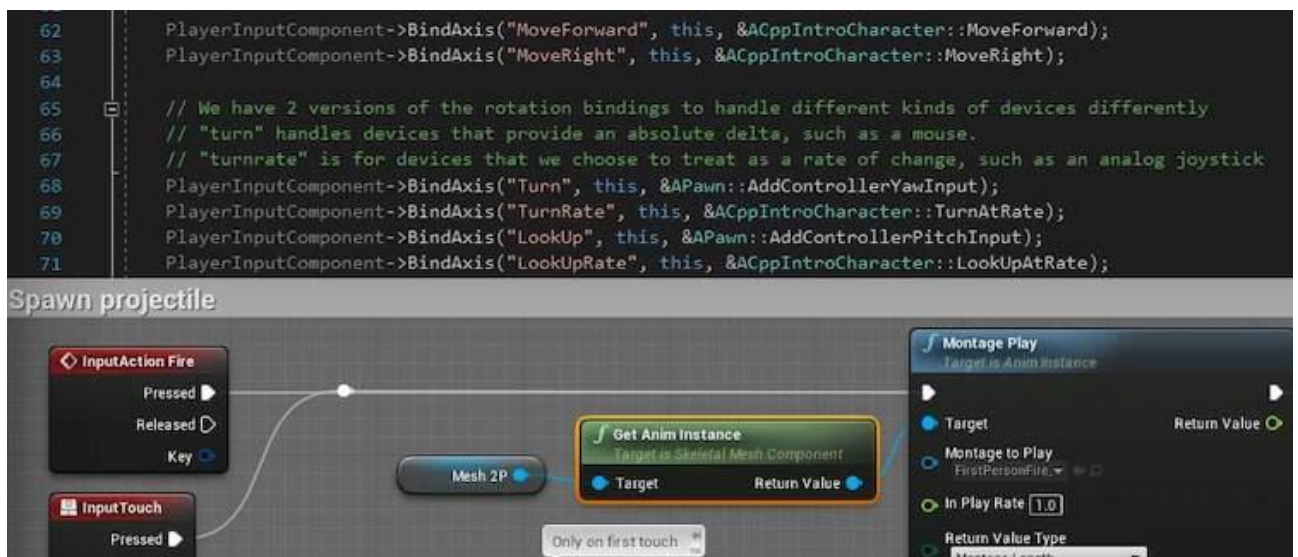 62 PlayerInputComponent->BindAxis("MoveForward", this, &ACppIntroCharacter::MoveForward);
63 PlayerInputComponent->BindAxis("MoveRight", this, &ACppIntroCharacter::MoveRight);
64
65 // We have 2 versions of the rotation bindings to handle different kinds of devices differently
66 // "turn" handles devices that provide an absolute delta, such as a mouse.
67 // "turnrate" is for devices that we choose to treat as a rate of change, such as an analog joystick
68 PlayerInputComponent->BindAxis("Turn", this, &APawn::AddControllerYawInput);
69 PlayerInputComponent->BindAxis("TurnRate", this, &ACppIntroCharacter::TurnAtRate);
70 PlayerInputComponent->BindAxis("LookUp", this, &APawn::AddControllerPitchInput);
71 PlayerInputComponent->BindAxis("LookUpRate", this, &ACppIntroCharacter::LookUpAtRate);
Spawn projectile
InputAction Fire
Pressed
Released
Key
InputTouch
Pressed
Mesh 2P
f Get Anim Instance
Target is Skeletal Mesh Component
Target Return Value
Only on first touch
f Montage Play
Target is Anim Instance
Target Return Value
Montage to Play
FirstPersonFire_
In Play Rate 1.0
Return Value Type